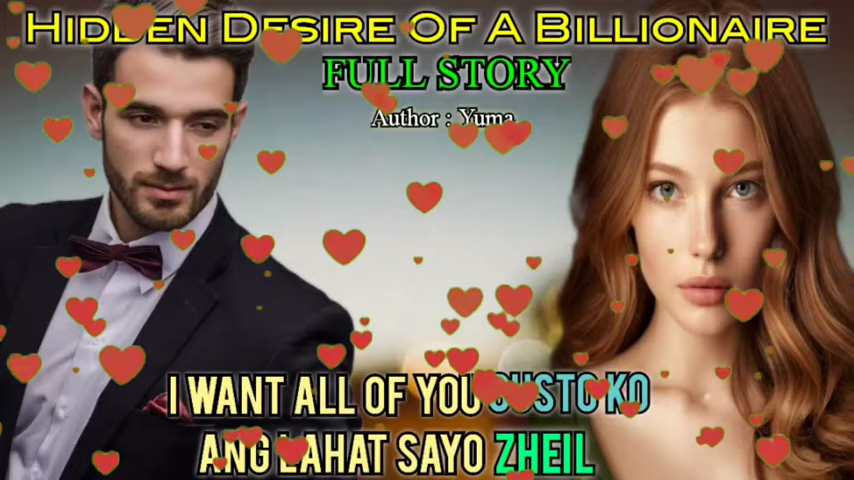 HIDDEN DESIRE OF A BILLIONAIRE
FULL STORY
Author : Yuma
I WANT ALL OF YOU GUSTO KO
ANG LAHAT SAYO ZHEIL